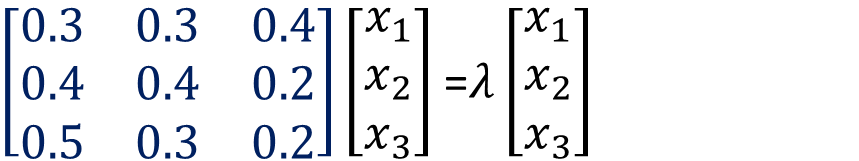 [0.3 0.3 0.4] [x₁] [x₁]
[0.4 0.4 0.2] [x₂] =λ [x₂]
[0.5 0.3 0.2] [x₃] [x₃]